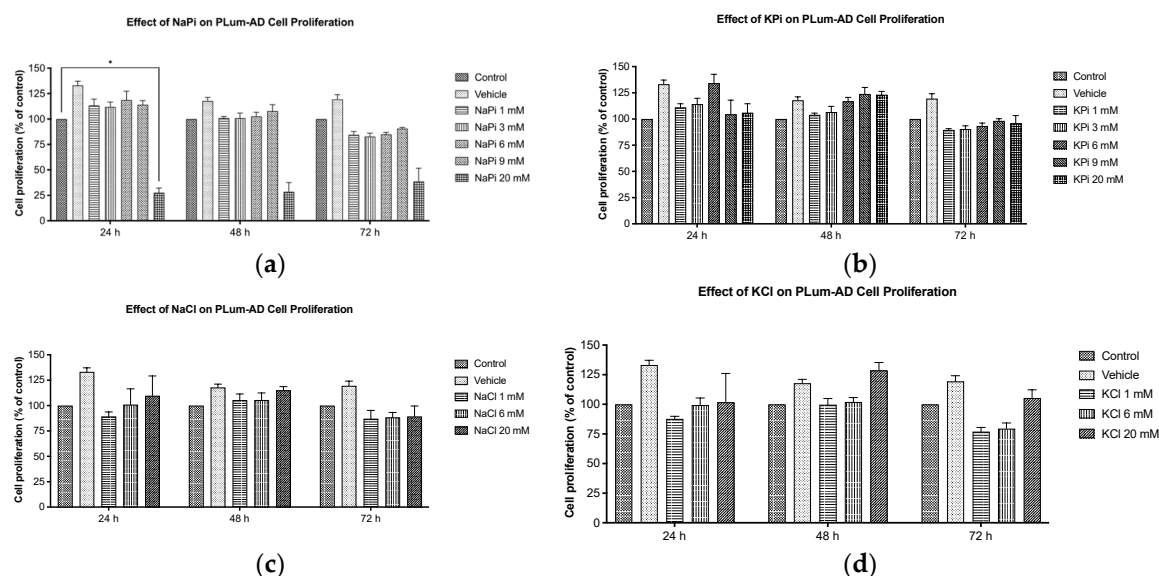 Effect of NaPi on PLum-AD Cell Proliferation
Cell proliferation (% of control)
150
125
100
75
50
25
0
*
24 h
48 h
72 h
Control
Vehicle
NaPi 1 mM
NaPi 3 mM
NaPi 6 mM
NaPi 9 mM
NaPi 20 mM
(a)
Effect of KPi on PLum-AD Cell Proliferation
Cell proliferation (% of control)
150
125
100
75
50
25
0
24 h
48 h
72 h
Control
Vehicle
KPi 1 mM
KPi 3 mM
KPi 6 mM
KPi 9 mM
KPi 20 mM
(b)
Effect of NaCl on PLum-AD Cell Proliferation
Cell proliferation (% of control)
150
125
100
75
50
25
0
24 h
48 h
72 h
Control
Vehicle
NaCl 1 mM
NaCl 6 mM
NaCl 20 mM
(c)
Effect of KCl on PLum-AD Cell Proliferation
Cell proliferation (% of control)
150
125
100
75
50
25
0
24 h
48 h
72 h
Control
Vehicle
KCl 1 mM
KCl 6 mM
KCl 20 mM
(d)